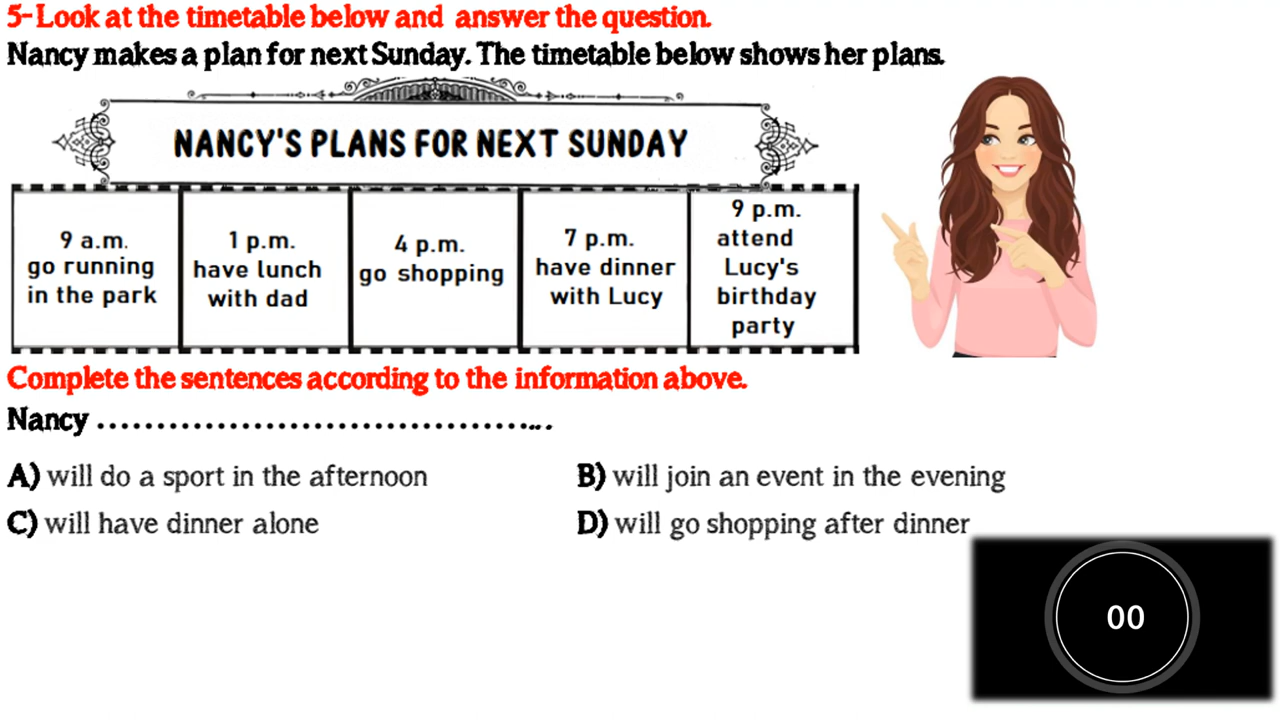 5-Look at the timetable below and answer the question.
Nancy makes a plan for next Sunday. The timetable below shows her plans.
NANCY'S PLANS FOR NEXT SUNDAY
9 a.m.
go running
in the park
1 p.m.
have lunch
with dad
4 p.m.
go shopping
7 p.m.
have dinner
with Lucy
9 p.m.
attend
Lucy's
birthday
party
Complete the sentences according to the information above.
Nancy .......................................
A) will do a sport in the afternoon
B) will join an event in the evening
C) will have dinner alone
D) will go shopping after dinner
00